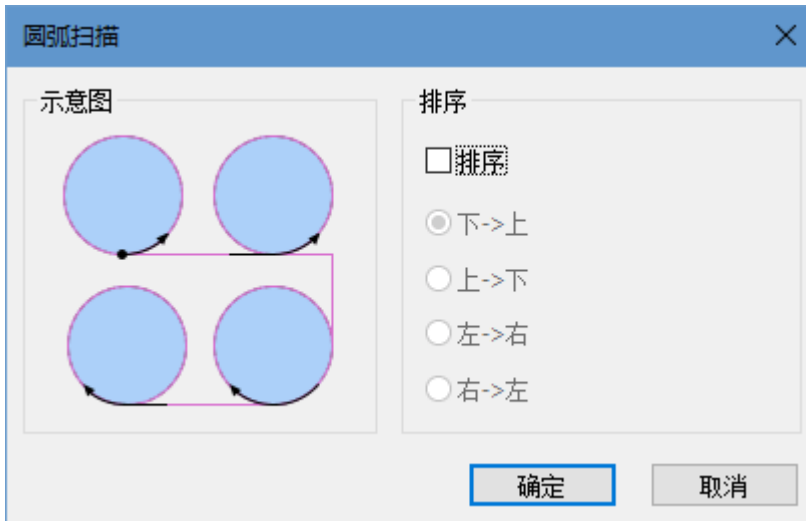 圆弧扫描
示意图
排序
排序
下->上
上->下
左->右
右->左
确定
取消